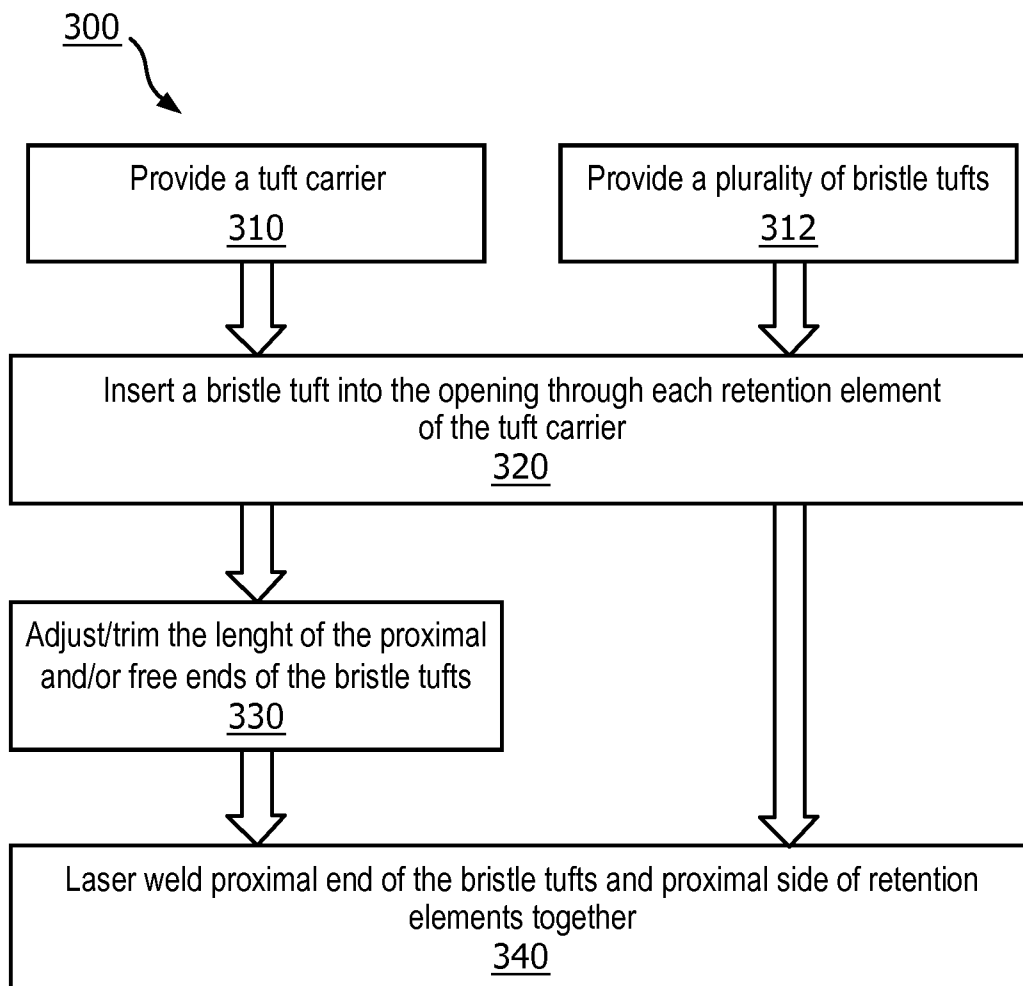 300
Provide a tuft carrier
310
Provide a plurality of bristle tufts
312
Insert a bristle tuft into the opening through each retention element
of the tuft carrier
320
Adjust/trim the lenght of the proximal
and/or free ends of the bristle tufts
330
Laser weld proximal end of the bristle tufts and proximal side of retention
elements together
340